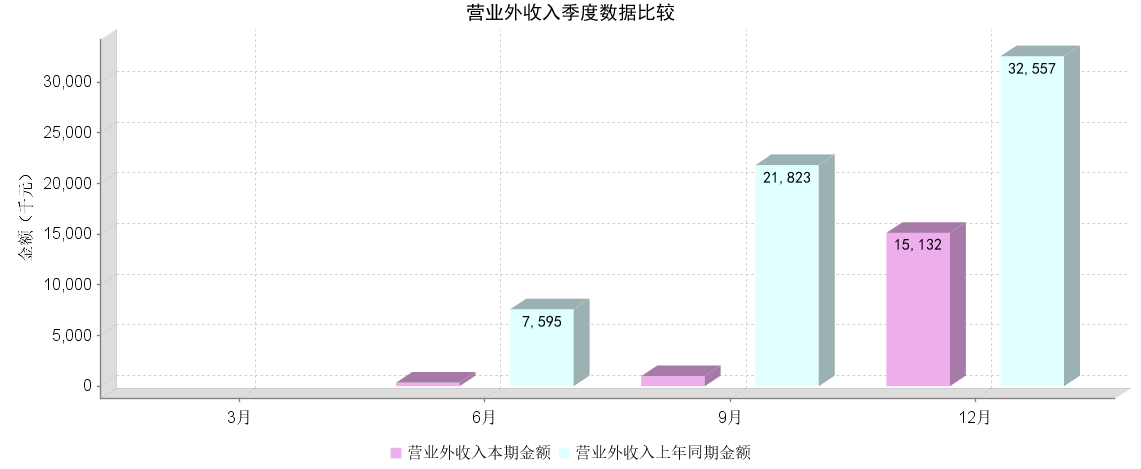 营业外收入季度数据比较
金额（千元）
30,000
25,000
20,000
15,000
10,000
5,000
0
7,595
21,823
15,132
32,557
3月
6月
9月
12月
营业外收入本期金额
营业外收入上年同期金额